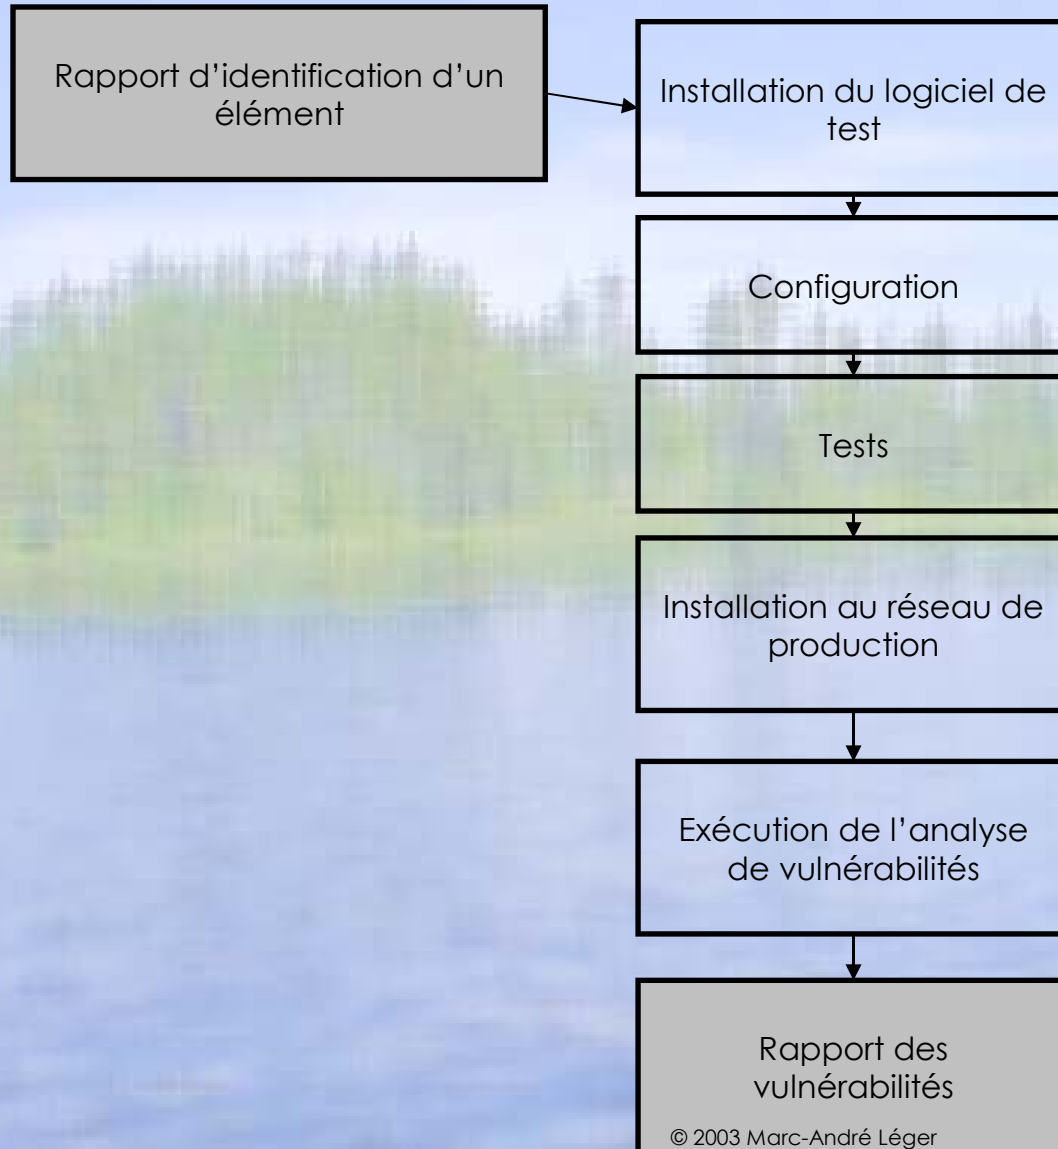 Rapport d’identification d’un
élément
Installation du logiciel de
test
Configuration
Tests
Installation au réseau de
production
Exécution de l’analyse
de vulnérabilités
Rapport des
vulnérabilités
© 2003 Marc-André Léger